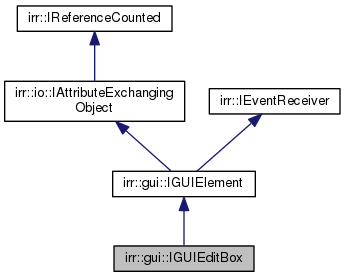 irr::IReferenceCounted
irr::io::IAttributeExchanging
Object
irr::IEventReceiver
irr::gui::IGUIElement
irr::gui::IGUIEditBox